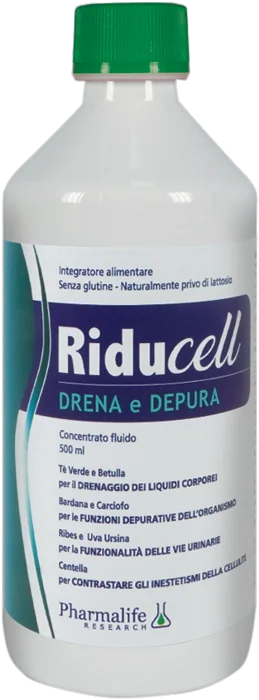 Integratore alimentare
Senza glutine - Naturalmente privo di lattosio
Riducell
DRENA e DEPURA
Concentrato fluido
500 ml
Tè Verde e Betulla
per il DRENAGGIO DEI LIQUIDI CORPOREI
Bardana e Carciofo
per le FUNZIONI DEPURATIVE DELL'ORGANISMO
Ribes e Uva Ursina
per la FUNZIONALITÀ DELLE VIE URINARIE
Centella
per CONTRASTARE GLI INESTETISMI DELLA CELLULITE
Pharmalife
RESEARCH